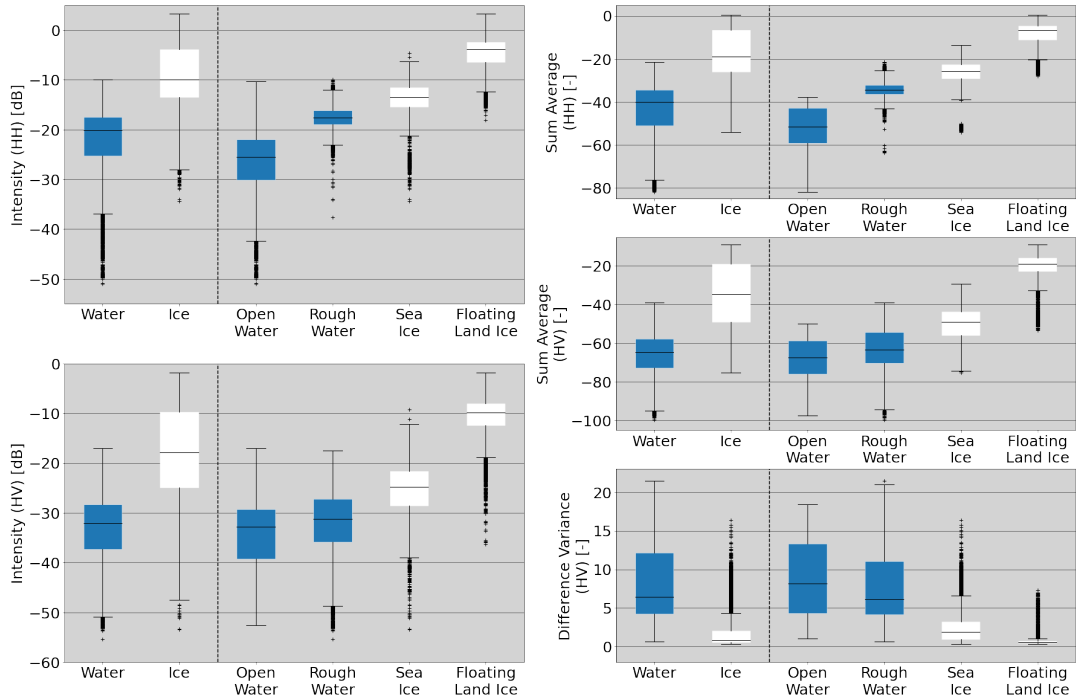 Intensity (HH) [dB]
0
−10
−20
−30
−40
−50
Water
Ice
Open
Water
Rough
Water
Sea
Ice
Floating
Land Ice
Intensity (HV) [dB]
0
−10
−20
−30
−40
−50
−60
Water
Ice
Open
Water
Rough
Water
Sea
Ice
Floating
Land Ice
Sum Average
(HH) [-]
0
−20
−40
−60
−80
Water
Ice
Open
Water
Rough
Water
Sea
Ice
Floating
Land Ice
Sum Average
(HV) [-]
−20
−40
−60
−80
−100
Water
Ice
Open
Water
Rough
Water
Sea
Ice
Floating
Land Ice
Difference Variance
(HV) [-]
20
15
10
5
0
Water
Ice
Open
Water
Rough
Water
Sea
Ice
Floating
Land Ice